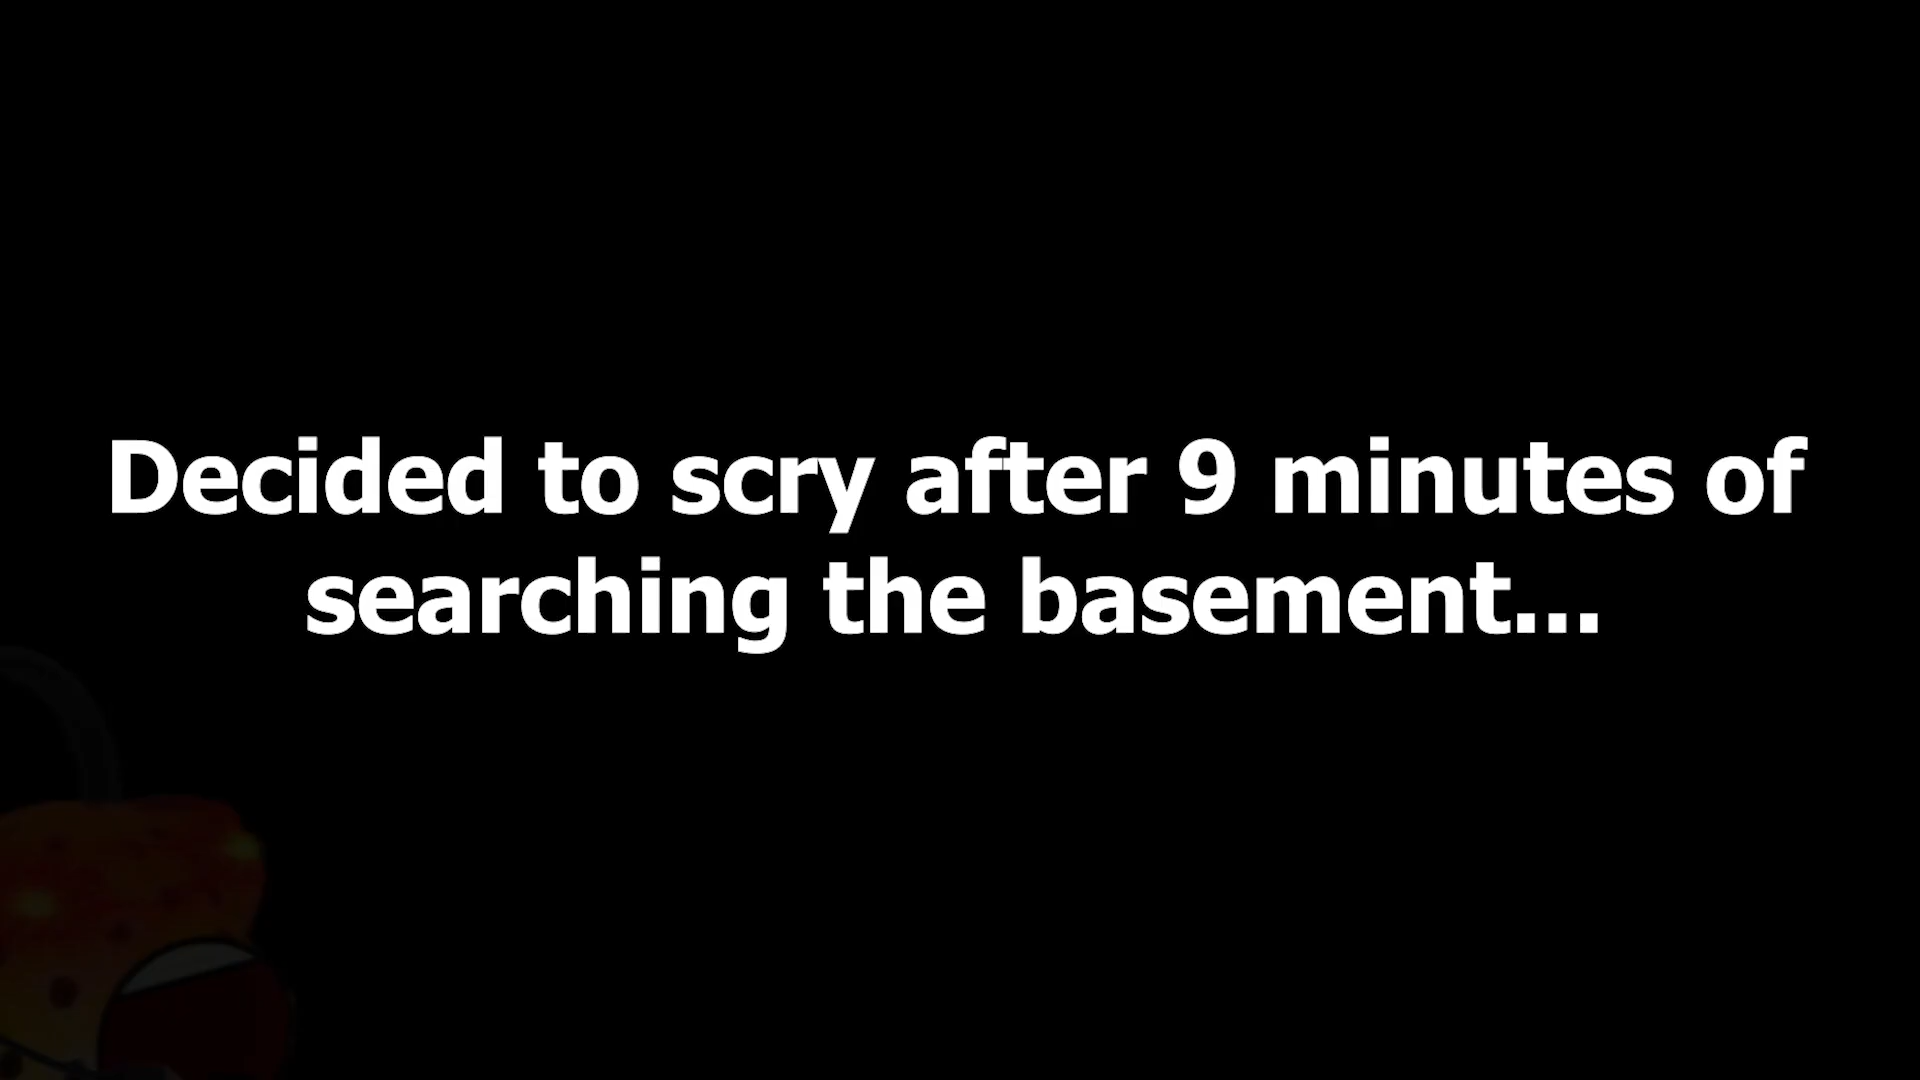 Decided to scry after 9 minutes of
searching the basement...